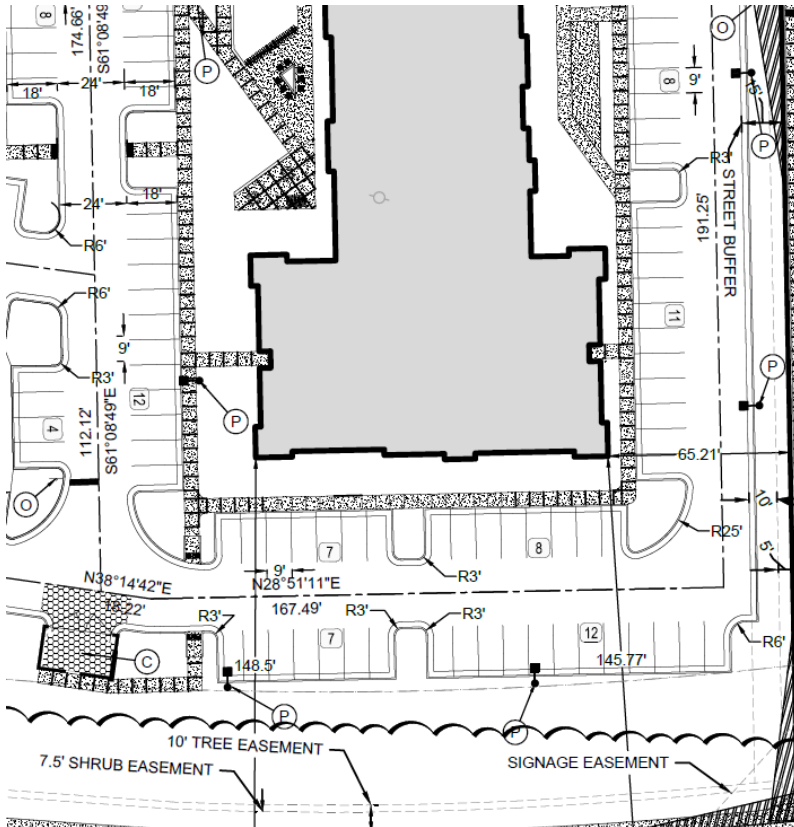 8
174.66'
S61°08'49"
P
O
18'
24'
18'
8
9'
15'
P
R3'
STREET BUFFER
18'
24'
R6'
191.25'
R6'
11
9'
R3'
P
12
4
P
112.12'
S61°08'49"E
65.21'
O
10'
R25'
5'
7
8
9'
R3'
N38°14'42"E
N28°51'11"E
R3'
167.49'
R3'
R3'
7
12
R6'
C
148.5'
145.77'
P
P
10' TREE EASEMENT
7.5' SHRUB EASEMENT
SIGNAGE EASEMENT